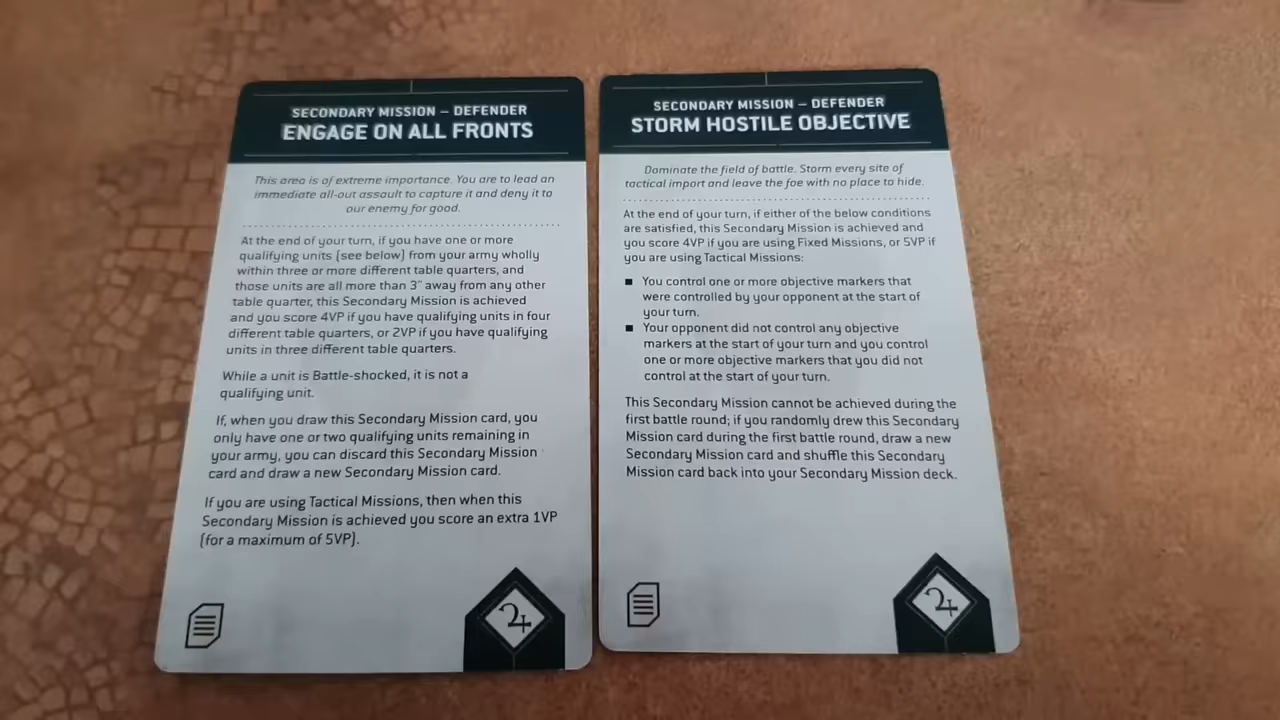 SECONDARY MISSION – DEFENDER
ENGAGE ON ALL FRONTS
This area is of extreme importance. You are to lead an
immediate all-out assault to capture it and deny it to
our enemy for good.
At the end of your turn, if you have one or more
qualifying units (see below) from your army wholly
within three or more different table quarters, and
those units are all more than 3" away from any other
table quarter, this Secondary Mission is achieved
and you score 4VP if you have qualifying units in four
different table quarters, or 2VP if you have qualifying
units in three different table quarters.
While a unit is Battle-shocked, it is not a
qualifying unit.
If, when you draw this Secondary Mission card, you
only have one or two qualifying units remaining in
your army, you can discard this Secondary Mission
card and draw a new Secondary Mission card.
If you are using Tactical Missions, then when this
Secondary Mission is achieved you score an extra 1VP
(for a maximum of 5VP).
SECONDARY MISSION – DEFENDER
STORM HOSTILE OBJECTIVE
Dominate the field of battle. Storm every site of
tactical import and leave the foe with no place to hide.
At the end of your turn, if either of the below conditions
are satisfied, this Secondary Mission is achieved and
you score 4VP if you are using Fixed Missions, or 5VP if
you are using Tactical Missions:
■ You control one or more objective markers that
were controlled by your opponent at the start of
your turn.
■ Your opponent did not control any objective
markers at the start of your turn and you control
one or more objective markers that you did not
control at the start of your turn.
This Secondary Mission cannot be achieved during the
first battle round; if you randomly drew this Secondary
Mission card during the first battle round, draw a new
Secondary Mission card and shuffle this Secondary
Mission card back into your Secondary Mission deck.